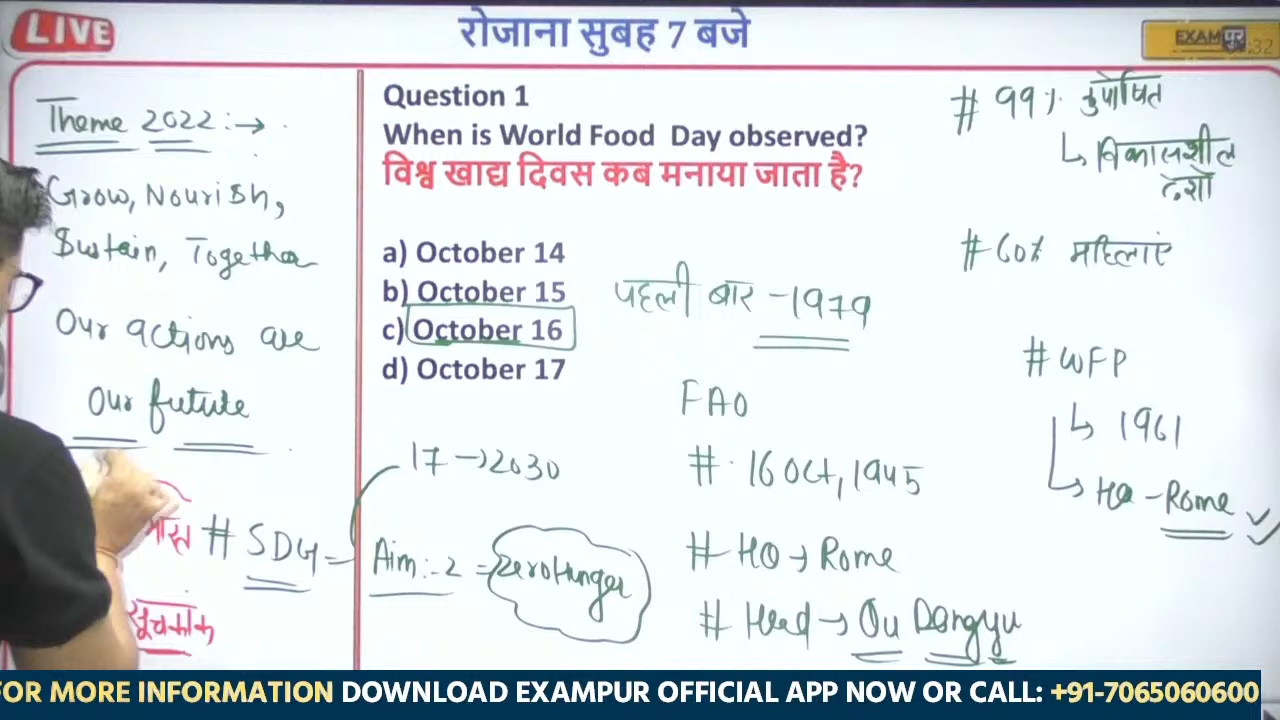 LIVE
रोजाना सुबह 7 बजे
EXAMपुर
Theme 2022:→
Grow, Nourish,
Sustain, Together
Our actions are
Our future
Question 1
When is World Food Day observed?
विश्व खाद्य दिवस कब मनाया जाता है?
a) October 14
b) October 15
c) October 16
d) October 17
पहली बार - 1979
FAO
# 16 Oct, 1945
# HQ → Rome
# Head → Qu Dongyu
17 → 2030
# SDG
Aim :- 2 = Zero Hunger
सूचकांक
# 99% कुपोषित
↳ विकासशील
देशों
# 60% महिलाएं
# WFP
↳ 1961
↳ HQ - Rome
FOR MORE INFORMATION DOWNLOAD EXAMPUR OFFICIAL APP NOW OR CALL: +91-7065060600